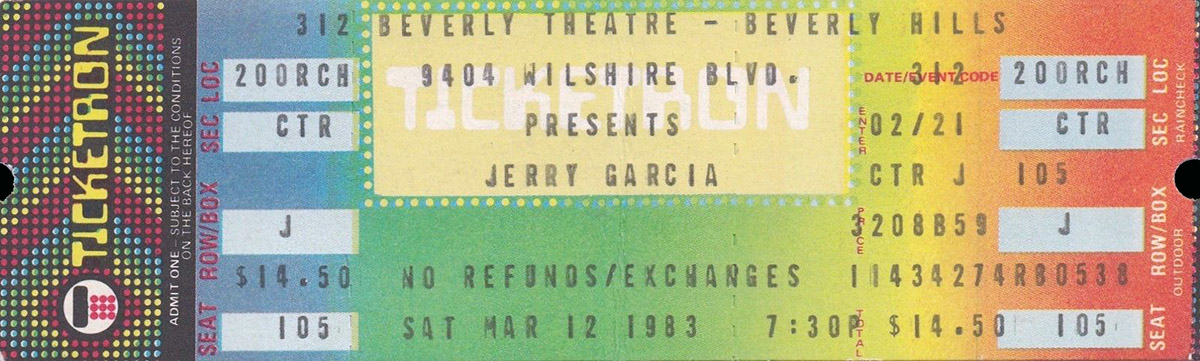 TICKETRON
ADMIT ONE – SUBJECT TO THE CONDITIONS
ON THE BACK HEREOF
312 BEVERLY THEATRE - BEVERLY HILLS
SEC LOC 200RCH 9404 WILSHIRE BLVD. DATE/EVENT CODE 312 200RCH SEC LOC
TICKETRON
CTR PRESENTS ENTER 02/21 CTR
RAINCHECK
JERRY GARCIA CTR J 105
ROW/BOX J PRICE 3208B59 J ROW/BOX
OUTDOOR
$14.50 NO REFUNDS/EXCHANGES 11434274RB0538
SEAT 105 SAT MAR 12 1983 7:30P TOTAL $14.50 105 SEAT